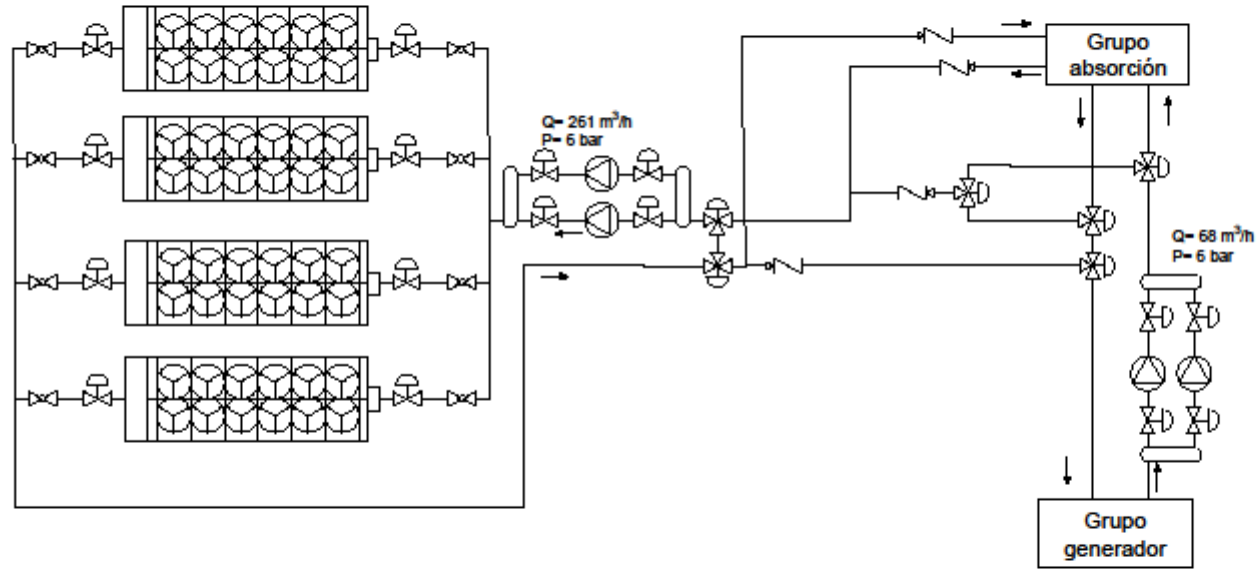 Grupo
absorción
Q= 261 m³/h
P= 6 bar
Q= 68 m³/h
P= 6 bar
Grupo
generador